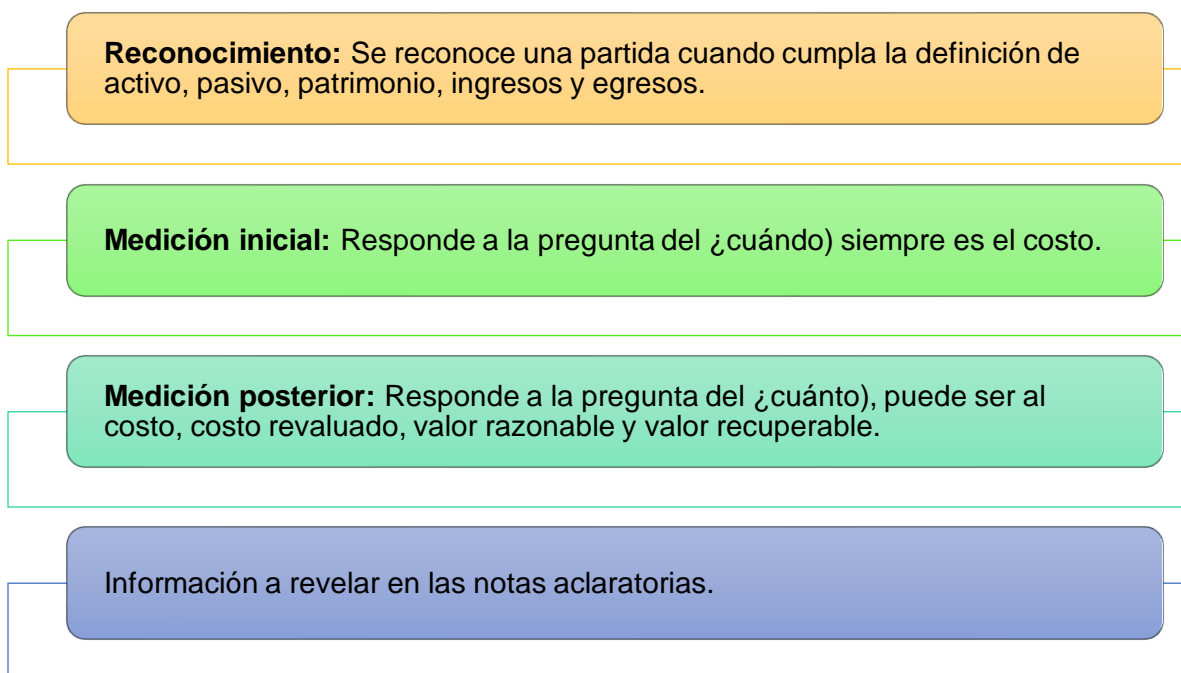 Reconocimiento: Se reconoce una partida cuando cumpla la definición de
activo, pasivo, patrimonio, ingresos y egresos.
Medición inicial: Responde a la pregunta del ¿cuándo) siempre es el costo.
Medición posterior: Responde a la pregunta del ¿cuánto), puede ser al
costo, costo revaluado, valor razonable y valor recuperable.
Información a revelar en las notas aclaratorias.